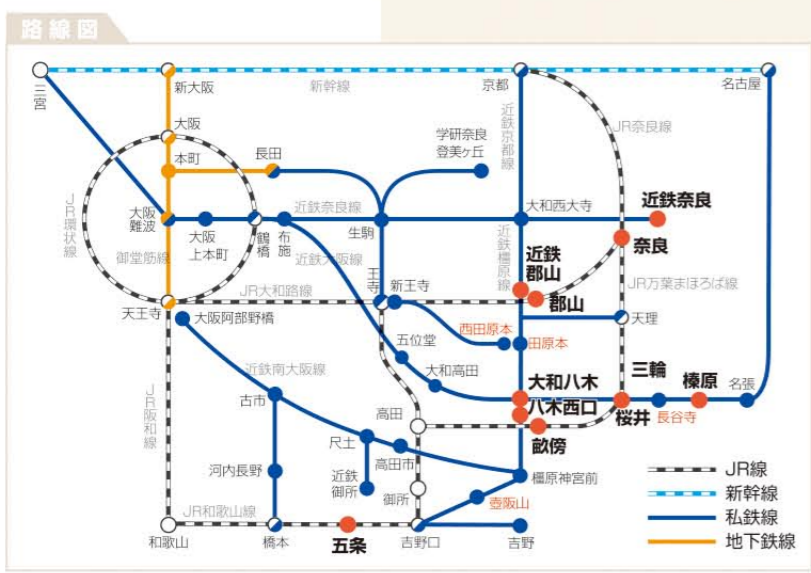 路線図
三宮
新大阪
新幹線
京都
名古屋
大阪
本町
長田
学研奈良
登美ヶ丘
近鉄京都線
JR奈良線
JR環状線
大阪
難波
大阪
上本町
鶴橋
布施
近鉄奈良線
生駒
大和西大寺
近鉄奈良
奈良
御堂筋線
近鉄大阪線
近鉄橿原線
近鉄
郡山
郡山
JR万葉まほろば線
JR大和路線
王寺
新王寺
天王寺
大阪阿部野橋
西田原本
田原本
天理
五位堂
大和高田
大和八木
八木西口
三輪
榛原
名張
桜井
長谷寺
近鉄南大阪線
JR阪和線
古市
高田
畝傍
尺土
高田市
河内長野
近鉄
御所
御所
橿原神宮前
壺阪山
JR和歌山線
和歌山
橋本
五条
吉野口
吉野
JR線
新幹線
私鉄線
地下鉄線